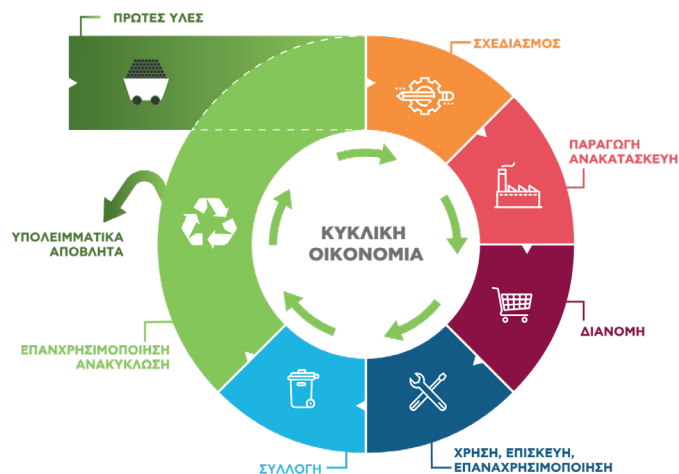 ΠΡΩΤΕΣ ΥΛΕΣ
ΣΧΕΔΙΑΣΜΟΣ
ΠΑΡΑΓΩΓΗ
ΑΝΑΚΑΤΑΣΚΕΥΗ
ΚΥΚΛΙΚΗ
ΟΙΚΟΝΟΜΙΑ
ΥΠΟΛΕΙΜΜΑΤΙΚΑ
ΑΠΟΒΛΗΤΑ
ΔΙΑΝΟΜΗ
ΕΠΑΝΧΡΗΣΙΜΟΠΟΙΗΣΗ
ΑΝΑΚΥΚΛΩΣΗ
ΣΥΛΛΟΓΗ
ΧΡΗΣΗ, ΕΠΙΣΚΕΥΗ,
ΕΠΑΝΑΧΡΗΣΙΜΟΠΟΙΗΣΗ